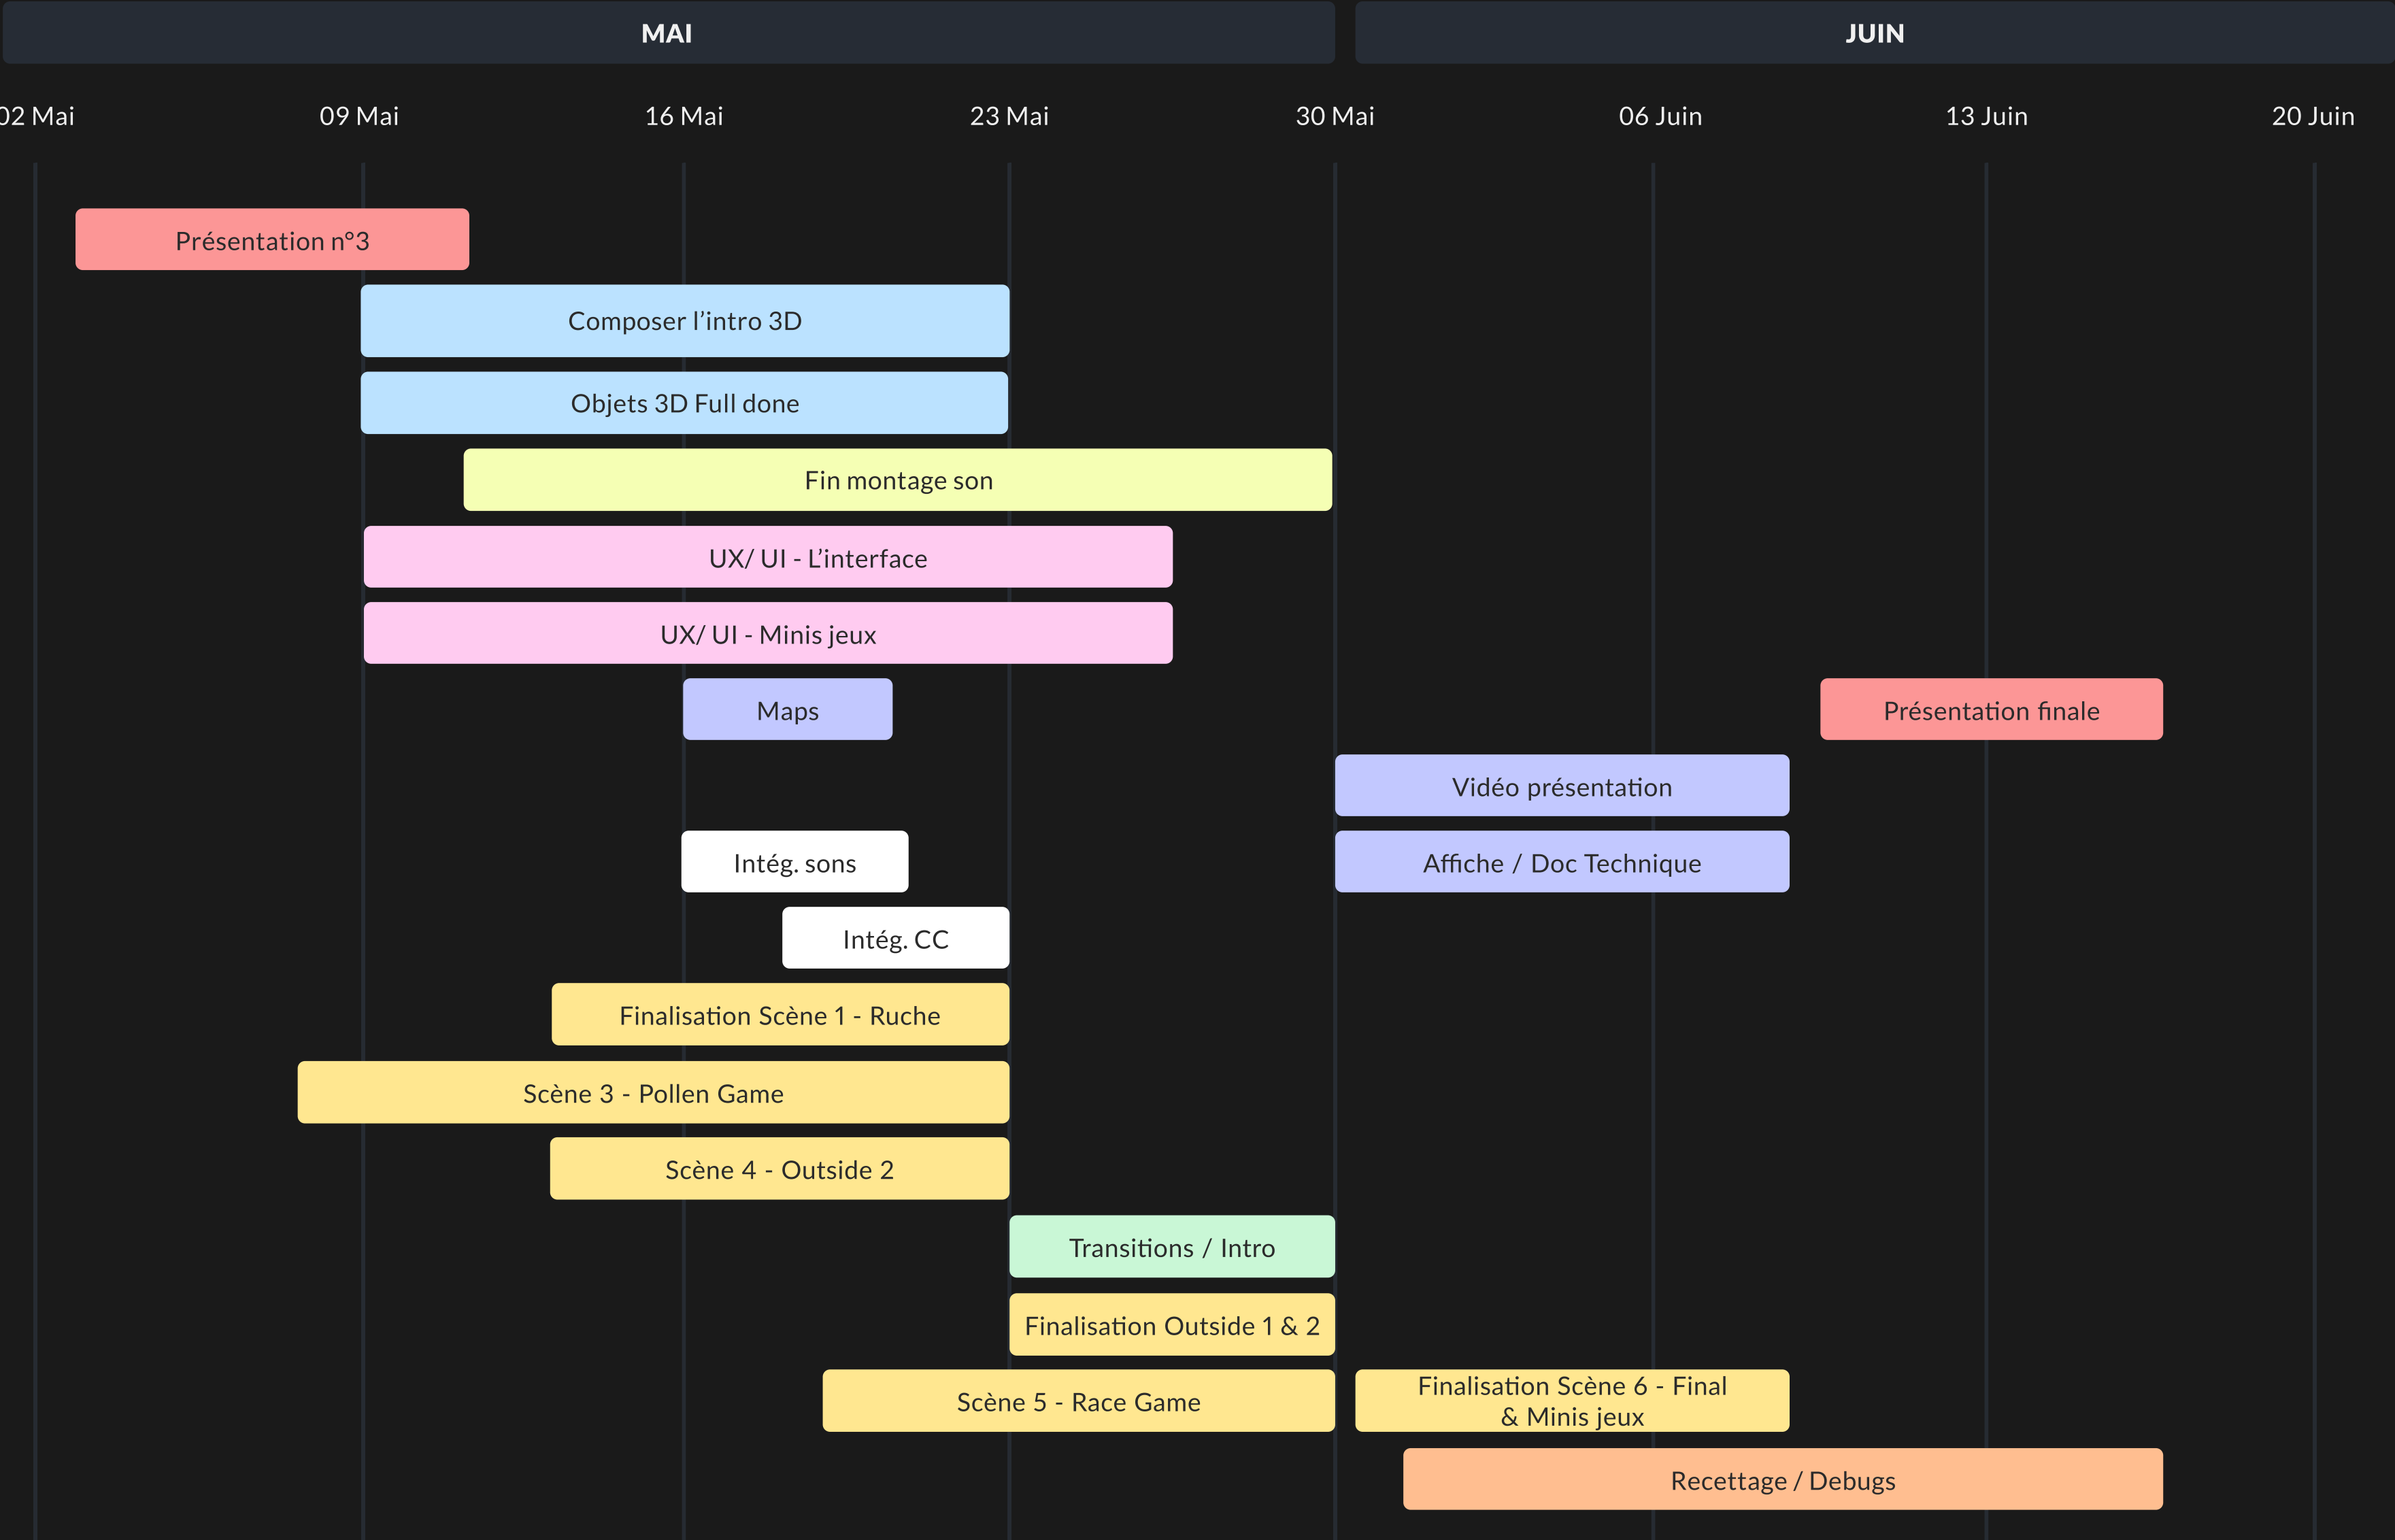 MAI
JUIN
02 Mai
09 Mai
16 Mai
23 Mai
30 Mai
06 Juin
13 Juin
20 Juin
Présentation n°3
Composer l’intro 3D
Objets 3D Full done
Fin montage son
UX/ UI - L’interface
UX/ UI - Minis jeux
Maps
Présentation finale
Vidéo présentation
Intég. sons
Affiche / Doc Technique
Intég. CC
Finalisation Scène 1 - Ruche
Scène 3 - Pollen Game
Scène 4 - Outside 2
Transitions / Intro
Finalisation Outside 1 & 2
Scène 5 - Race Game
Finalisation Scène 6 - Final
& Minis jeux
Recettage / Debugs